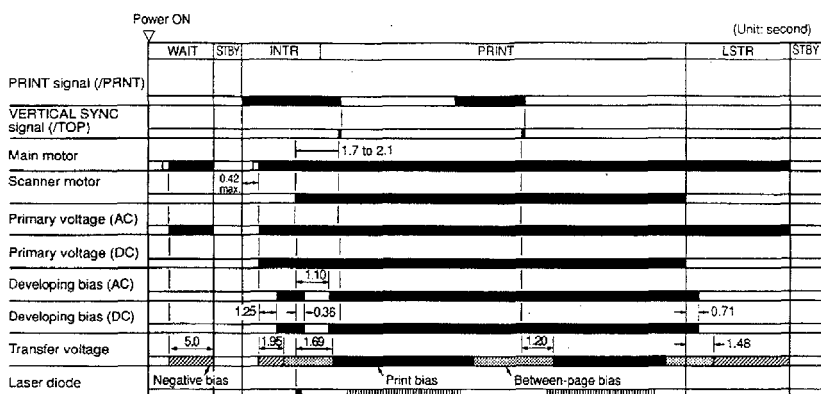 Power ON
(Unit: second)
WAIT STBY INTR PRINT LSTR STBY
PRINT signal (/PRNT)
VERTICAL SYNC
signal (/TOP)
1.7 to 2.1
Main motor
Scanner motor
0.42
max.
Primary voltage (AC)
Primary voltage (DC)
1.10
Developing bias (AC)
1.25 0.36 0.71
Developing bias (DC)
Transfer voltage
5.0 1.95 1.69 1.20 1.48
Negative bias Print bias Between-page bias
Laser diode